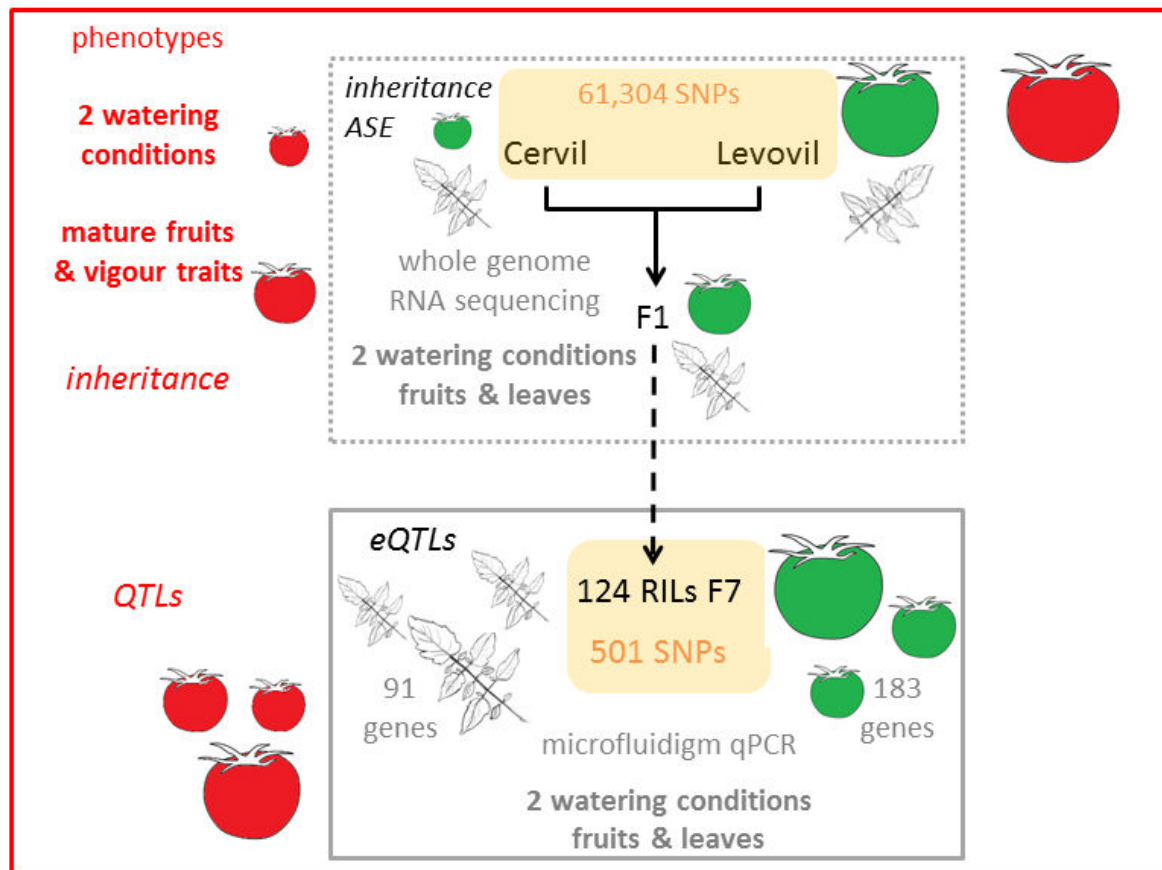 phenotypes
2 watering
conditions
mature fruits
& vigour traits
inheritance
QTLs
inheritance
ASE
61,304 SNPs
Cervil
Levovil
whole genome
RNA sequencing
F1
2 watering conditions
fruits & leaves
eQTLs
124 RILs F7
501 SNPs
91
genes
183
genes
microfluidigm qPCR
2 watering conditions
fruits & leaves